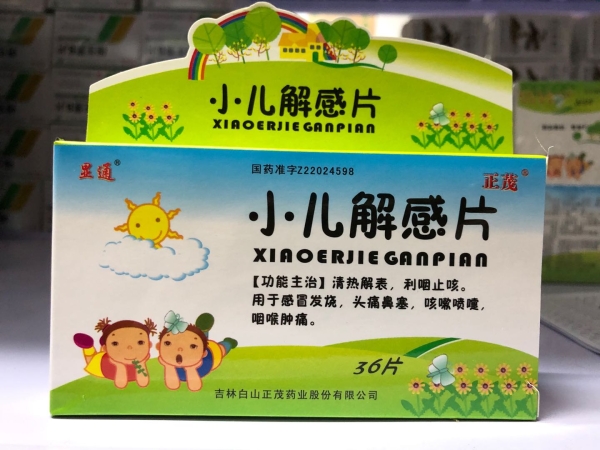 小儿解感片
XIAOERJIEGANPIAN
星通®
国药准字Z22024598
正茂®
小儿解感片
XIAOERJIEGANPIAN
【功能主治】清热解表，利咽止咳。
用于感冒发烧，头痛鼻塞，咳嗽喷嚏，
咽喉肿痛。
36片
吉林白山正茂药业股份有限公司